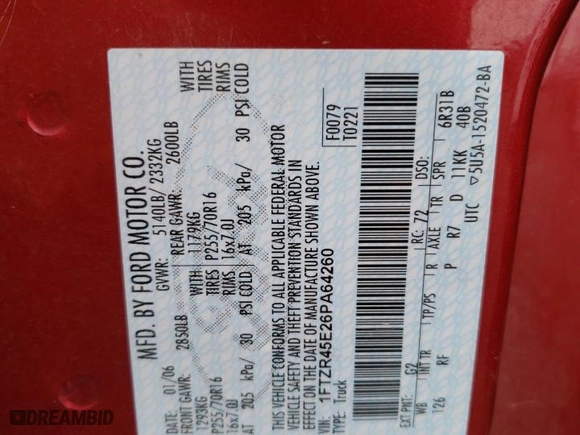 MFD. BY FORD MOTOR CO.
DATE: 01/06 GVWR: 5140LB/ 2332KG
FRONT GAWR: 2850LB REAR GAWR: 2600LB
1293KG 1179KG WITH
P255/70R16 TIRES P255/70R16 TIRES
16x7.0J RIMS 16x7.0J RIMS
AT 205 kPa/ 30 PSI COLD AT 205 kPa/ 30 PSI COLD
THIS VEHICLE CONFORMS TO ALL APPLICABLE FEDERAL MOTOR
VEHICLE SAFETY AND THEFT PREVENTION STANDARDS IN
EFFECT ON THE DATE OF MANUFACTURE SHOWN ABOVE.
VIN: 1FTZR45E26PA64260 F0079
TYPE: Truck T0221
EXT PNT: G2 RC: 72 DSO:
WB INT TR TP/PS R AXLE TR SPR
126 RF P R7 D 11KK 6R31B
40B
UTC ▽5U5A-1520472-BA
DREAMBID